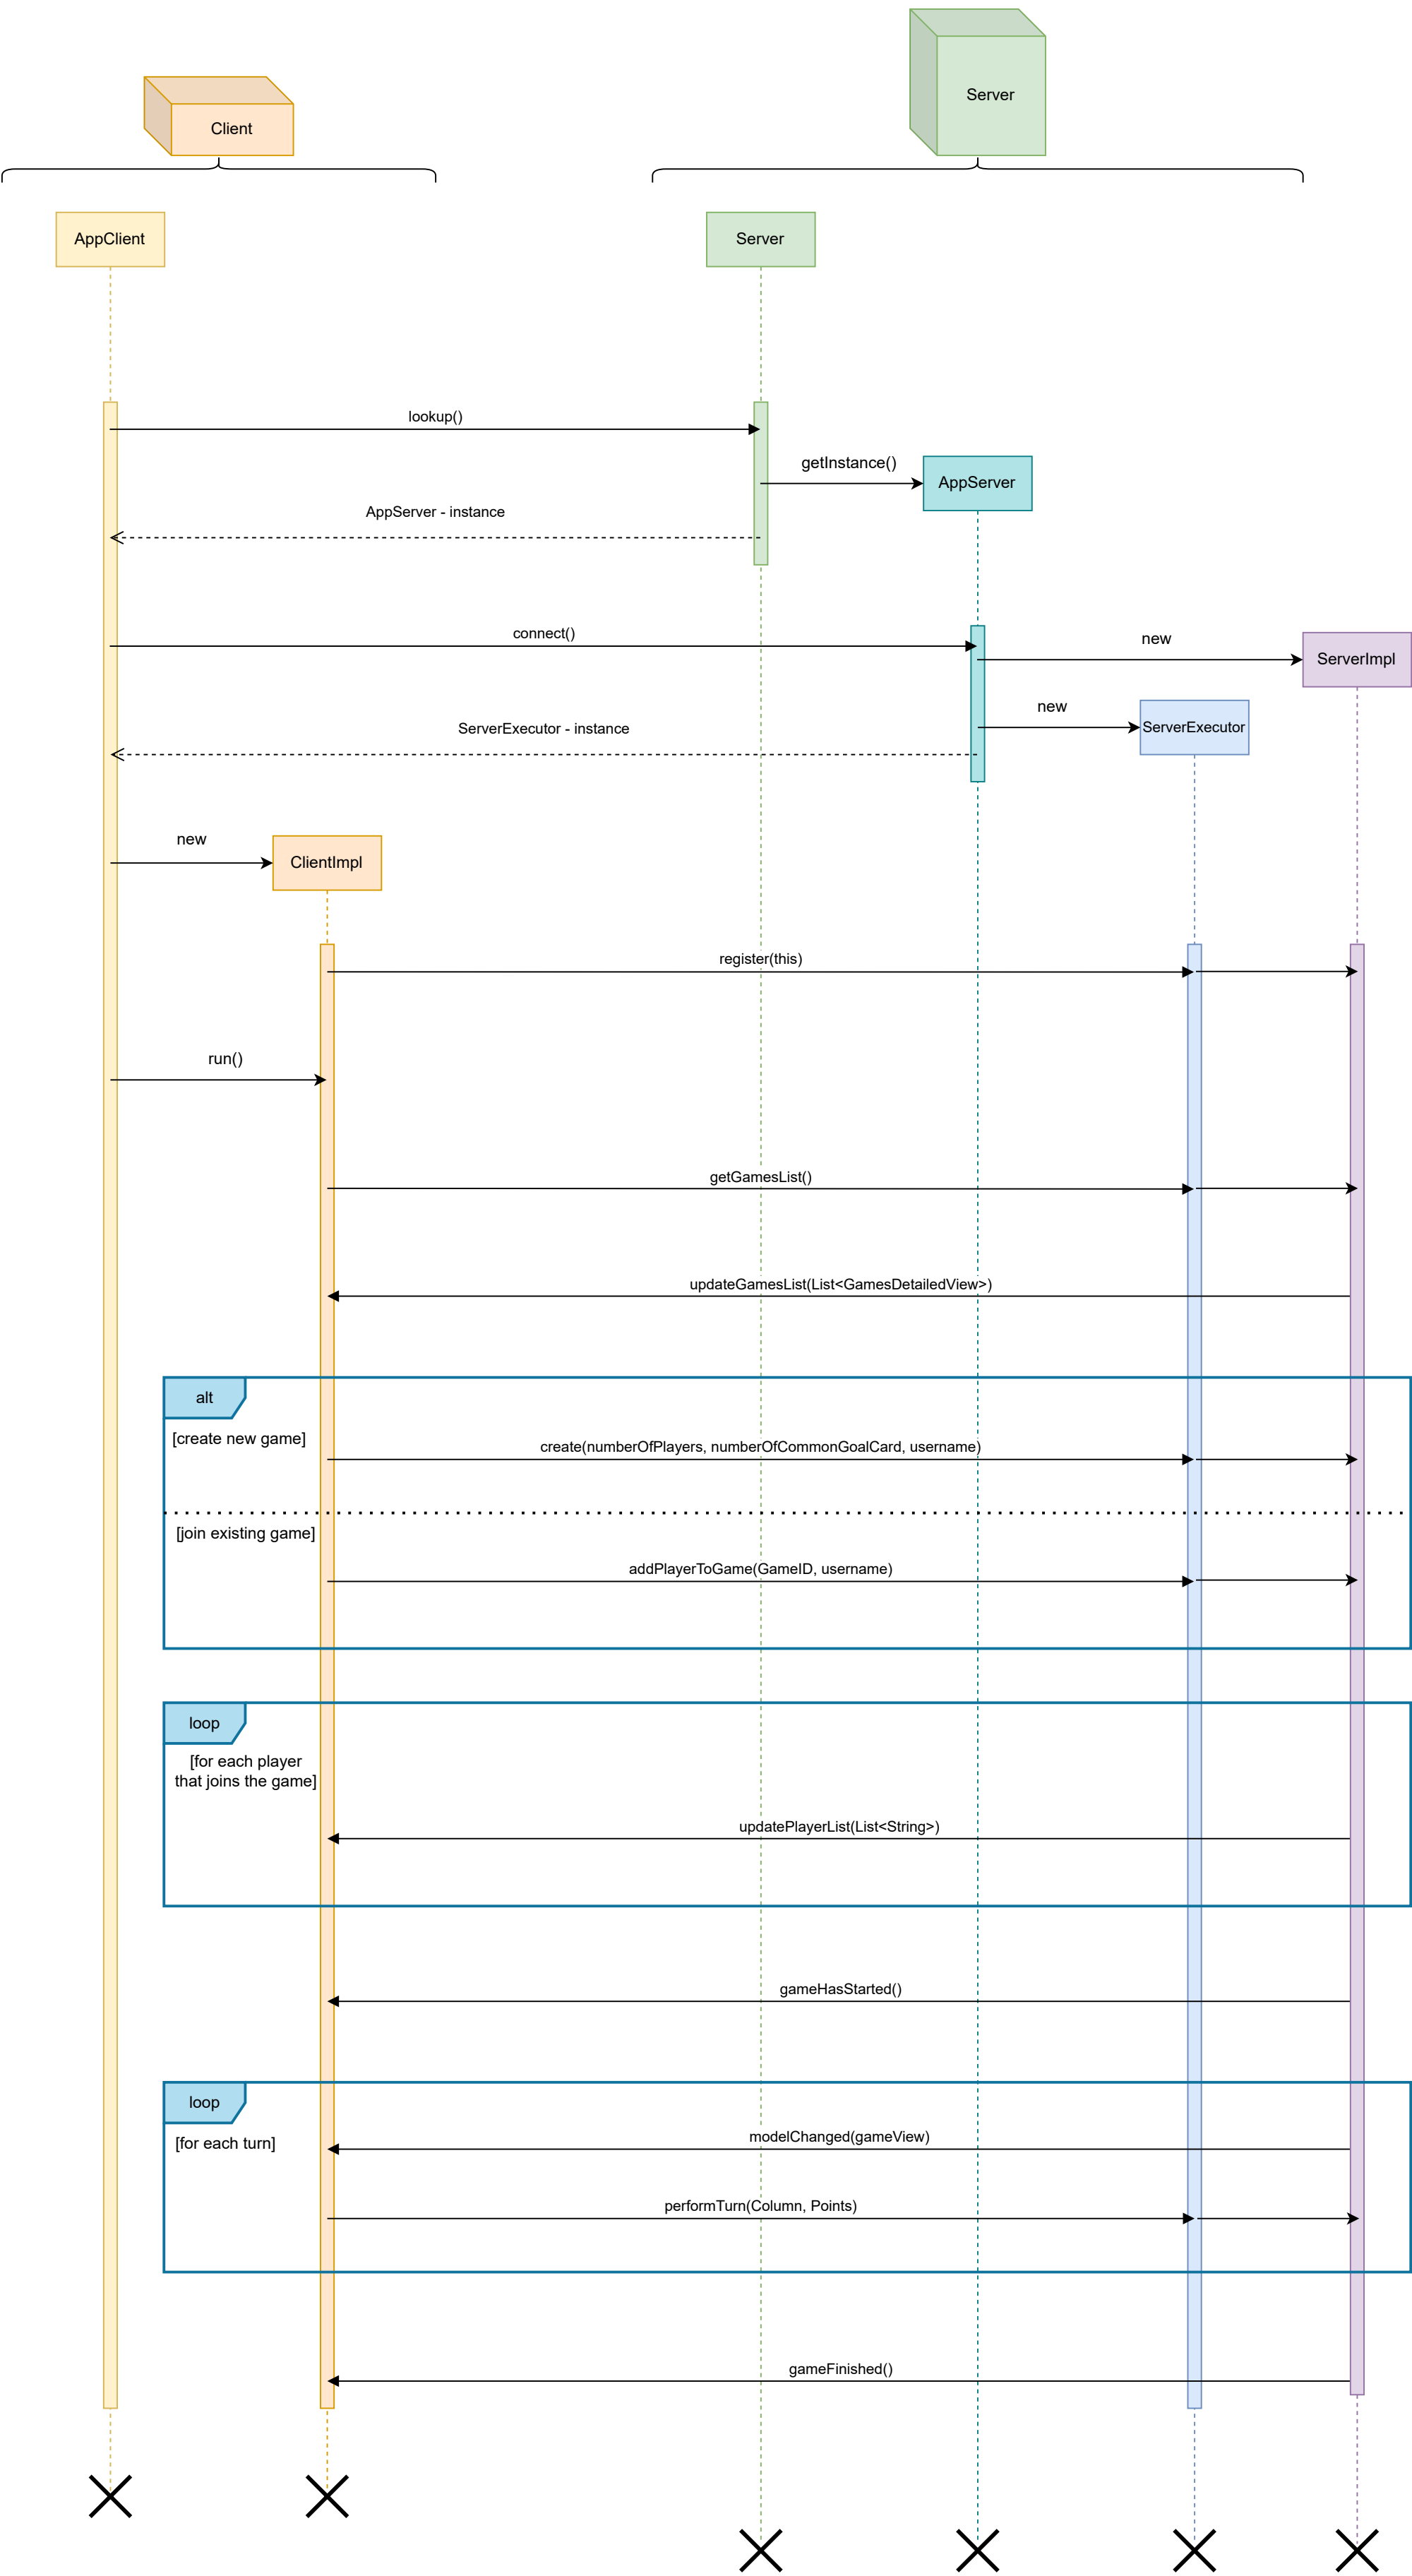 Server
Client
AppClient
Server
lookup()
getInstance()
AppServer
AppServer - instance
connect()
new
ServerImpl
new
ServerExecutor
ServerExecutor - instance
new
ClientImpl
register(this)
run()
getGamesList()
updateGamesList(List<GamesDetailedView>)
alt
[create new game]
create(numberOfPlayers, numberOfCommonGoalCard, username)
[join existing game]
addPlayerToGame(GameID, username)
loop
[for each player
that joins the game]
updatePlayerList(List<String>)
gameHasStarted()
loop
[for each turn]
modelChanged(gameView)
performTurn(Column, Points)
gameFinished()